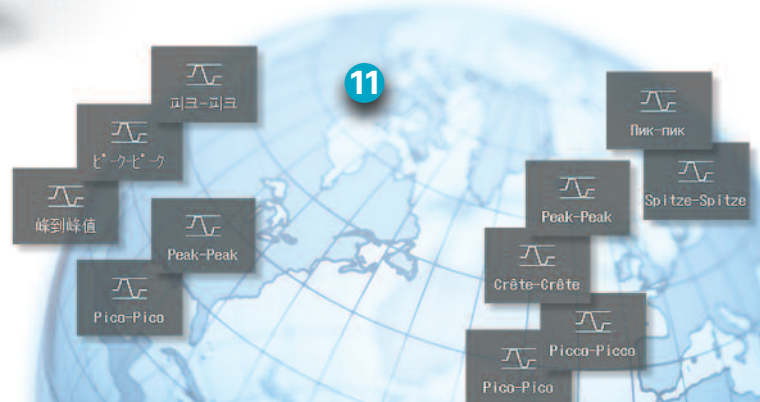 피크-피크
11
ピーク-ピーク
Пик-пик
峰到峰值
Spitze-Spitze
Peak-Peak
Peak-Peak
Crête-Crête
Pico-Pico
Picco-Picco
Pico-Pico